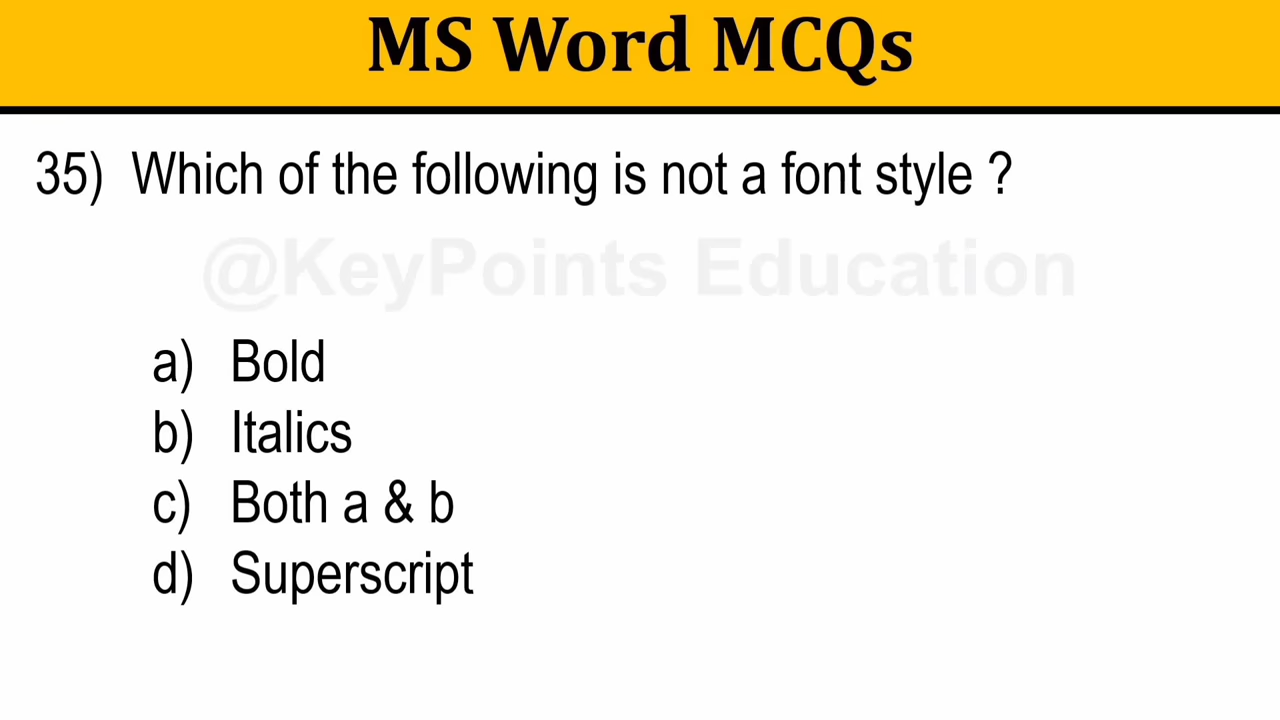 MS Word MCQs
35) Which of the following is not a font style ?
@KeyPoints Education
a) Bold
b) Italics
c) Both a & b
d) Superscript